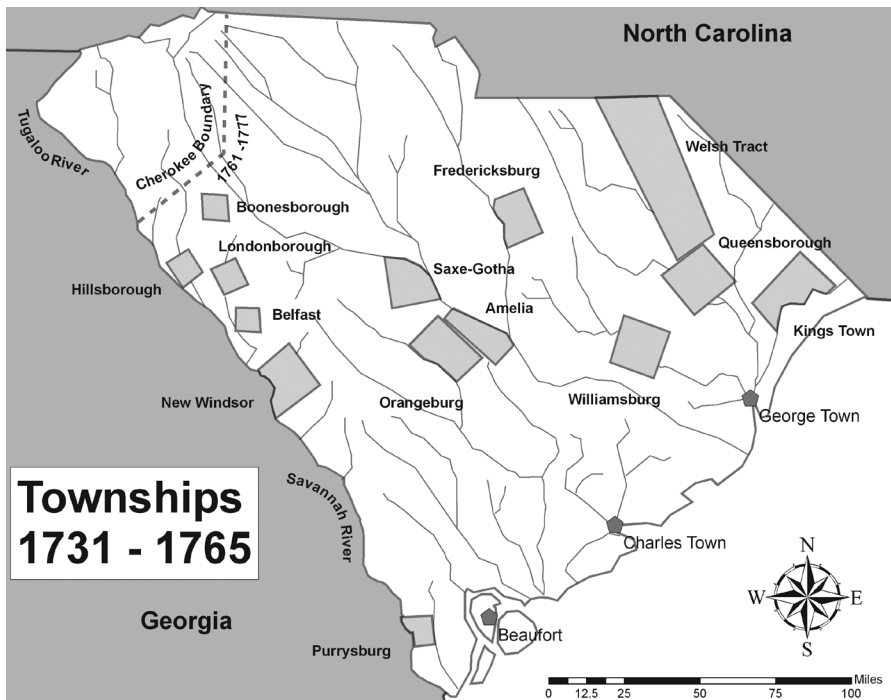 North Carolina
Tugaloo River
Cherokee Boundary
1761 -1777
Welsh Tract
Fredericksburg
Boonesborough
Queensborough
Londonborough
Saxe-Gotha
Hillsborough
Amelia
Belfast
Kings Town
New Windsor
Orangeburg
Williamsburg
George Town
Savannah River
Townships
1731 - 1765
Charles Town
N
W
E
S
Georgia
Beaufort
Purrysburg
Miles
0 12.5 25 50 75 100